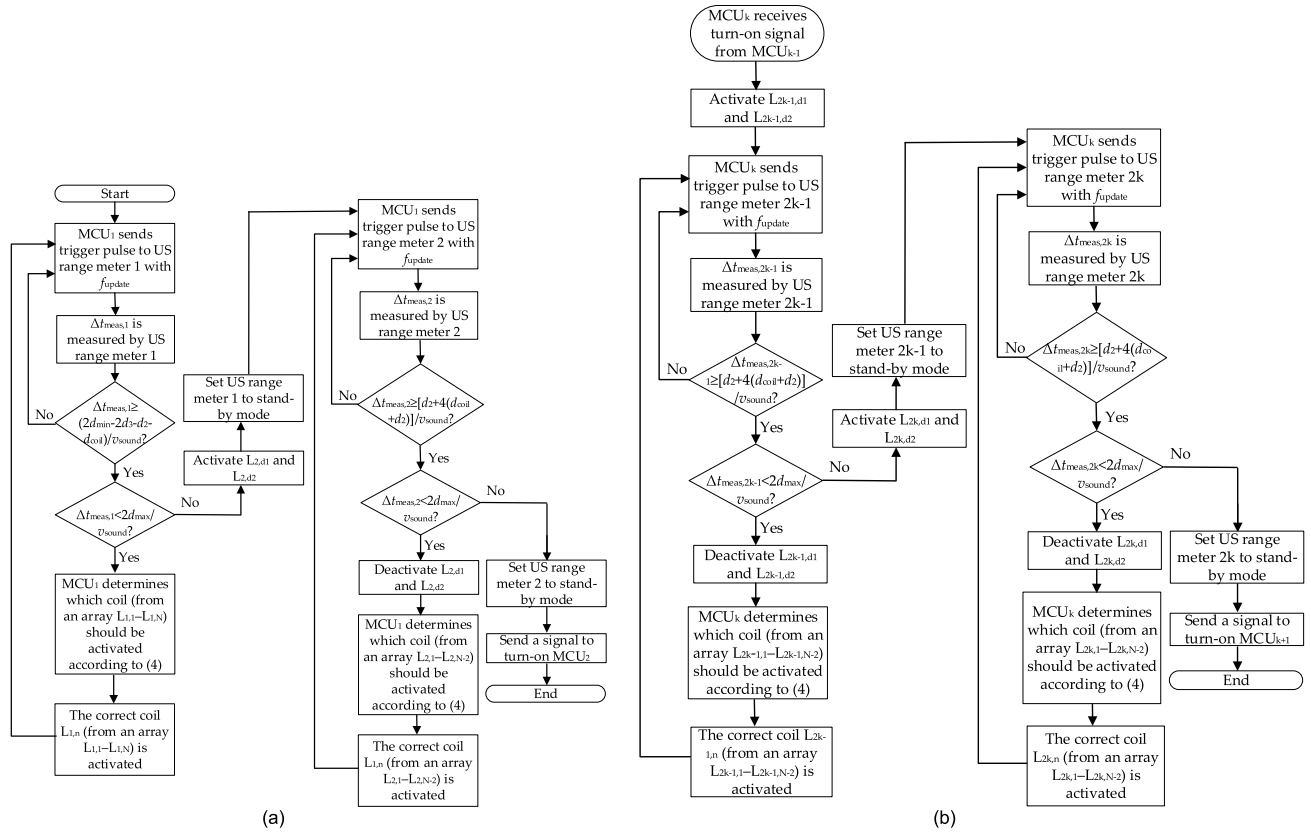 Start
MCU1 sends
trigger pulse to US
range meter 1 with
fupdate
Δtmeas,1 is
measured by US
range meter 1
Δtmeas,1≥
(2dmin-2d3-d2-
dcoil)/vsound?
No
Yes
Δtmeas,1<2dmax/
vsound?
No
Yes
MCU1 determines
which coil (from
an array L1,1–L1,N)
should be
activated
according to (4)
The correct coil
L1,n (from an array
L1,1–L1,N) is
activated
Set US range
meter 1 to stand-
by mode
Activate L2,d1 and
L2,d2
MCU1 sends
trigger pulse to US
range meter 2 with
fupdate
Δtmeas,2 is
measured by US
range meter 2
No
Δtmeas,2≥[d2+4(dcoil
+d2)]/vsound?
Yes
Δtmeas,2<2dmax/
vsound?
No
Yes
Deactivate L2,d1
and L2,d2
MCU1 determines
which coil (from
an array L2,1–L2,N-2)
should be
activated
according to (4)
The correct coil
L1,n (from an array
L2,1–L2,N-2) is
activated
Set US range
meter 2 to stand-
by mode
Send a signal to
turn-on MCU2
End
(a)
MCUk receives
turn-on signal
from MCUk-1
Activate L2k-1,d1
and L2k-1,d2
MCUk sends
trigger pulse to US
range meter 2k-1
with fupdate
Δtmeas,2k-1 is
measured by US
range meter 2k-1
No
Δtmeas,2k-
1≥[d2+4(dcoil+d2)]
/vsound?
Yes
Δtmeas,2k-1<2dmax/
vsound?
No
Yes
Deactivate L2k-1,d1
and L2k-1,d2
MCUk determines
which coil (from an
array L2k-1,1–L2k-1,N-2)
should be activated
according to (4)
The correct coil L2k-
1,n (from an array
L2k-1,1–L2k-1,N-2) is
activated
Set US range
meter 2k-1 to
stand-by mode
Activate L2k,d1 and
L2k,d2
MCUk sends
trigger pulse to US
range meter 2k
with fupdate
Δtmeas,2k is
measured by US
range meter 2k
No
Δtmeas,2k≥[d2+4(dco
il+d2)]/vsound?
Yes
Δtmeas,2k<2dmax/
vsound?
No
Yes
Deactivate L2k,d1
and L2k,d2
MCUk determines
which coil (from an
array L2k,1–L2k,N-2)
should be activated
according to (4)
The correct coil
L2k,n (from an array
L2k,1–L2k,N-2) is
activated
Set US range
meter 2k to stand-
by mode
Send a signal to
turn-on MCUk+1
End
(b)